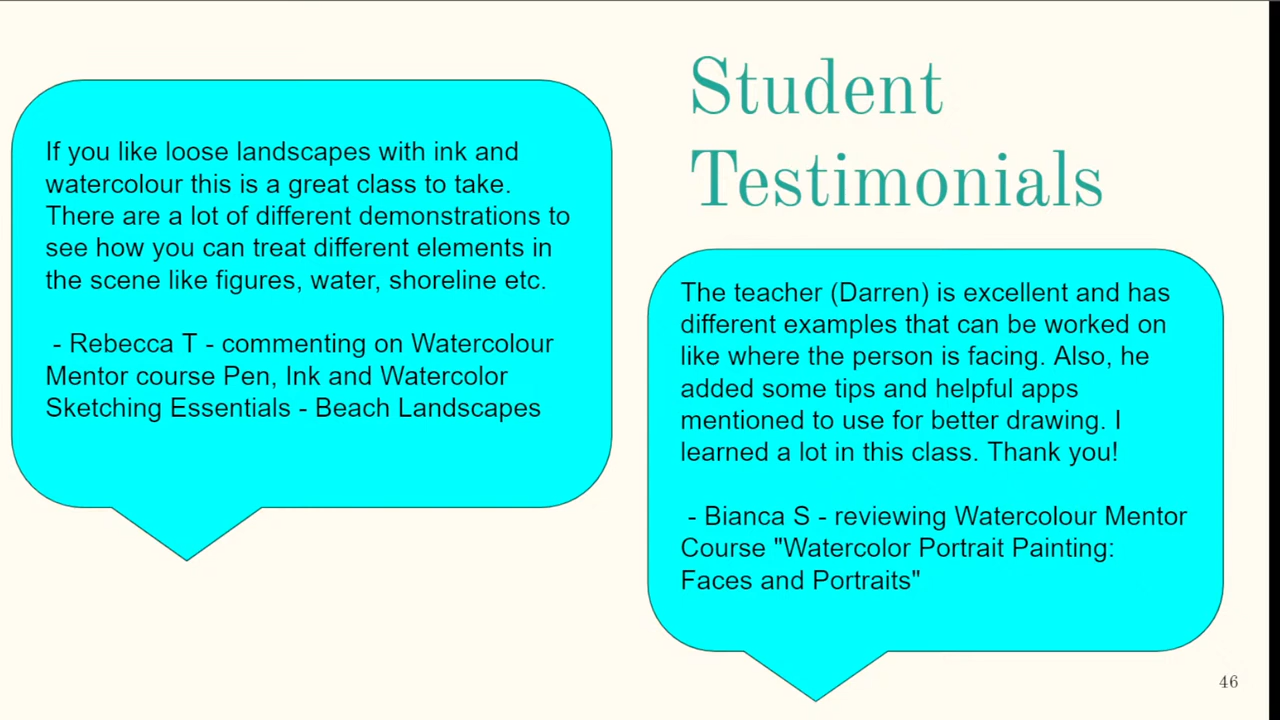 Student
Testimonials
If you like loose landscapes with ink and
watercolour this is a great class to take.
There are a lot of different demonstrations to
see how you can treat different elements in
the scene like figures, water, shoreline etc.
- Rebecca T - commenting on Watercolour
Mentor course Pen, Ink and Watercolor
Sketching Essentials - Beach Landscapes
The teacher (Darren) is excellent and has
different examples that can be worked on
like where the person is facing. Also, he
added some tips and helpful apps
mentioned to use for better drawing. I
learned a lot in this class. Thank you!
- Bianca S - reviewing Watercolour Mentor
Course "Watercolor Portrait Painting:
Faces and Portraits"
46